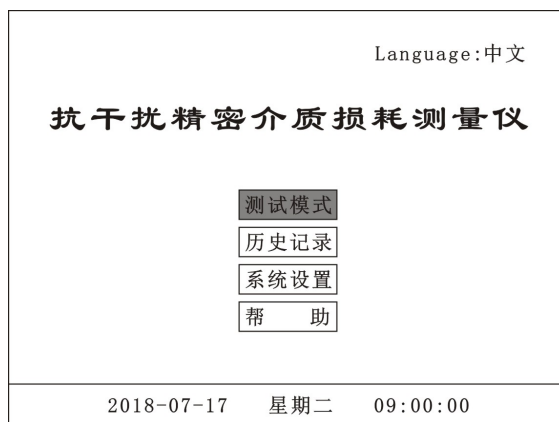 Language:中文
抗干扰精密介质损耗测量仪
测试模式
历史记录
系统设置
帮 助
2018-07-17 星期二 09:00:00